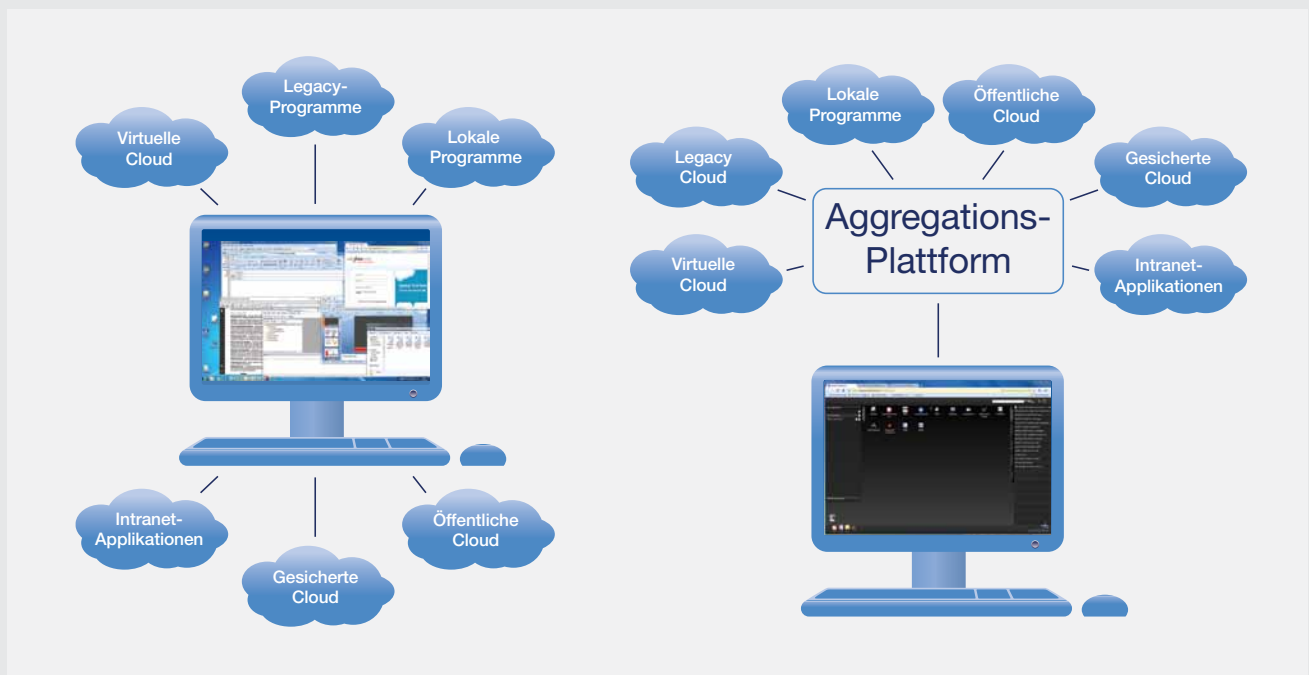 Legacy-
Programme
Virtuelle
Cloud
Lokale
Programme
Intranet-
Applikationen
Gesicherte
Cloud
Öffentliche
Cloud
Lokale
Programme
Öffentliche
Cloud
Legacy
Cloud
Gesicherte
Cloud
Virtuelle
Cloud
Intranet-
Applikationen
Aggregations-
Plattform